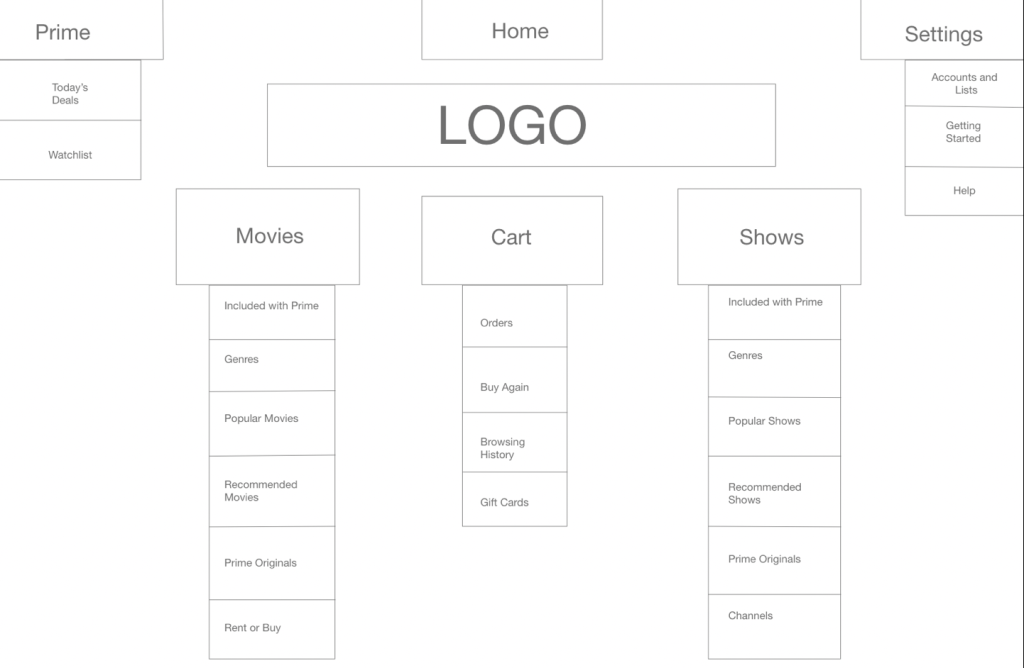 Prime
Home
Settings
Today's
Deals
Watchlist
LOGO
Accounts and
Lists
Getting
Started
Help
Movies
Included with Prime
Genres
Popular Movies
Recommended
Movies
Prime Originals
Rent or Buy
Cart
Orders
Buy Again
Browsing
History
Gift Cards
Shows
Included with Prime
Genres
Popular Shows
Recommended
Shows
Prime Originals
Channels